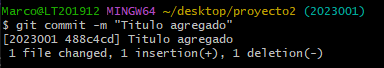 Marco@LT201912 MINGW64 ~/desktop/proyecto2 (2023001)
$ git commit -m "Titulo agregado"
[2023001 488c4cd] Titulo agregado
 1 file changed, 1 insertion(+), 1 deletion(-)